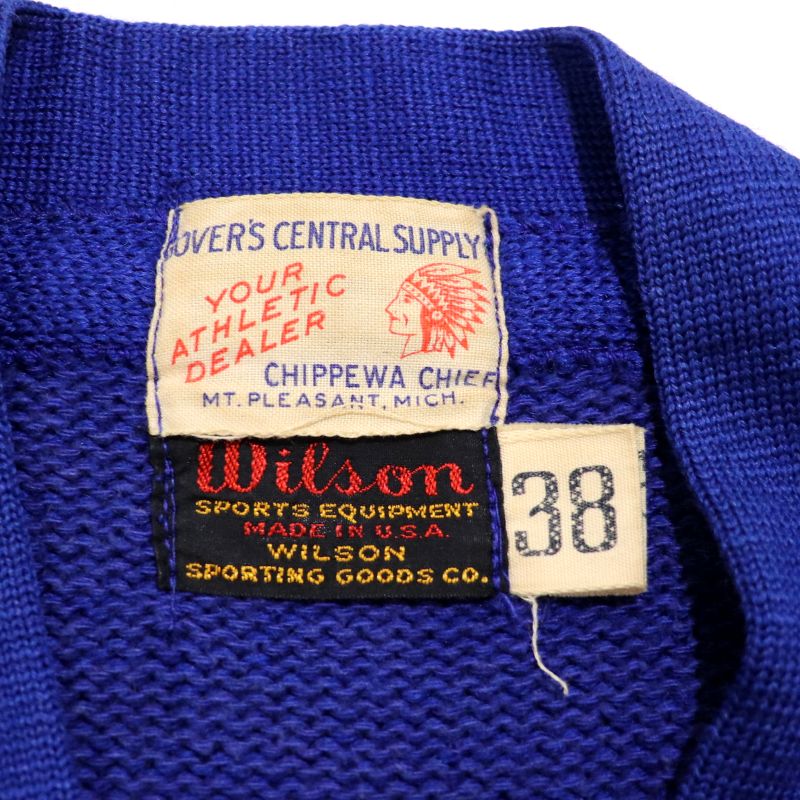 OVER'S CENTRAL SUPPLY
YOUR
ATHLETIC
DEALER
CHIPPEWA CHIEF
MT. PLEASANT, MICH.
Wilson
SPORTS EQUIPMENT
MADE IN U.S.A.
WILSON
SPORTING GOODS CO.
38